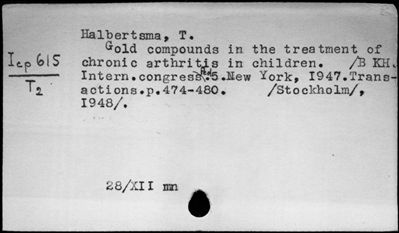 Halbertsma, T.
Gold compounds in the treatment of
Icp 615
chronic arthritis in children. /B KH.
Intern.congress. 5.New York, 1947.Trans-
T2
actions.p.474-480. /Stockholm/,
1948/.
28/XII mn